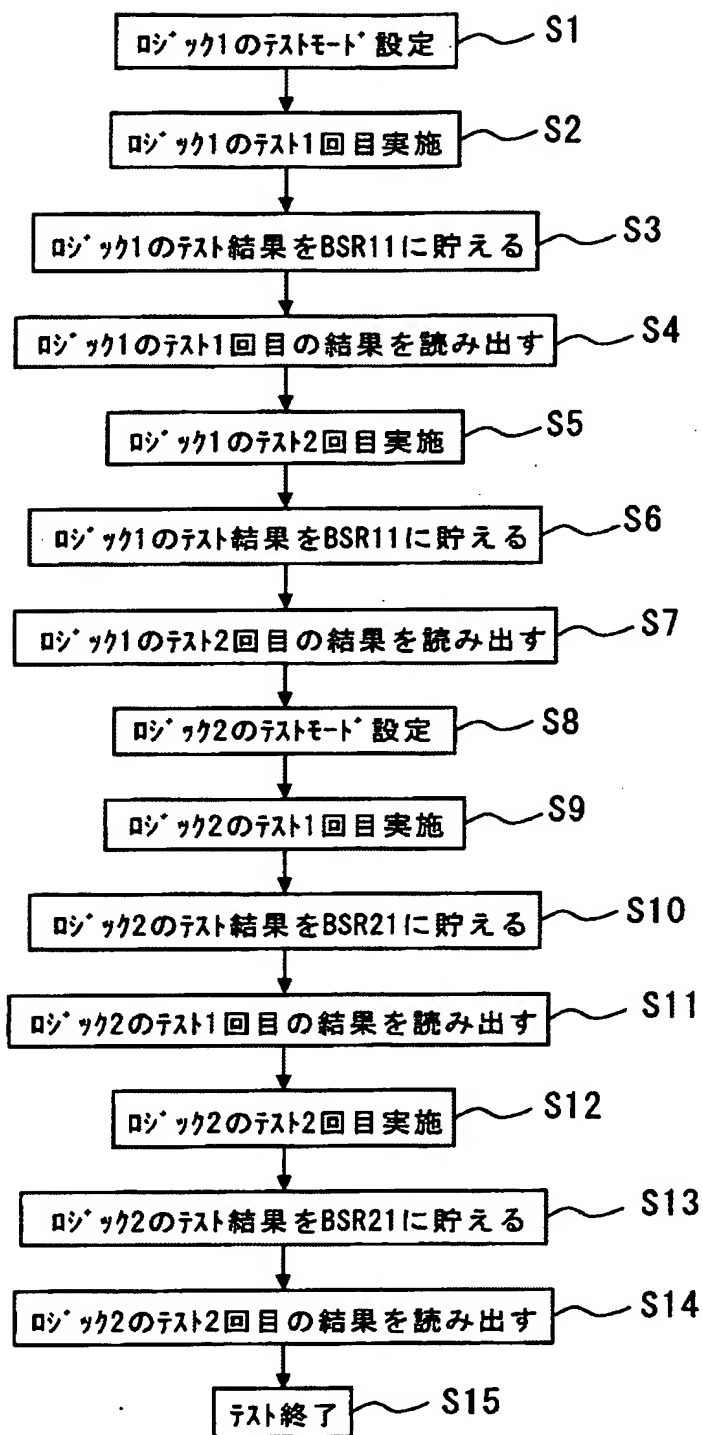 ﾛｼﾞｯｸ1のﾃｽﾄﾓｰﾄﾞ設定 S1
ﾛｼﾞｯｸ1のﾃｽﾄ1回目実施 S2
ﾛｼﾞｯｸ1のﾃｽﾄ結果をBSR11に貯える S3
ﾛｼﾞｯｸ1のﾃｽﾄ1回目の結果を読み出す S4
ﾛｼﾞｯｸ1のﾃｽﾄ2回目実施 S5
ﾛｼﾞｯｸ1のﾃｽﾄ結果をBSR11に貯える S6
ﾛｼﾞｯｸ1のﾃｽﾄ2回目の結果を読み出す S7
ﾛｼﾞｯｸ2のﾃｽﾄﾓｰﾄﾞ設定 S8
ﾛｼﾞｯｸ2のﾃｽﾄ1回目実施 S9
ﾛｼﾞｯｸ2のﾃｽﾄ結果をBSR21に貯える S10
ﾛｼﾞｯｸ2のﾃｽﾄ1回目の結果を読み出す S11
ﾛｼﾞｯｸ2のﾃｽﾄ2回目実施 S12
ﾛｼﾞｯｸ2のﾃｽﾄ結果をBSR21に貯える S13
ﾛｼﾞｯｸ2のﾃｽﾄ2回目の結果を読み出す S14
ﾃｽﾄ終了 S15